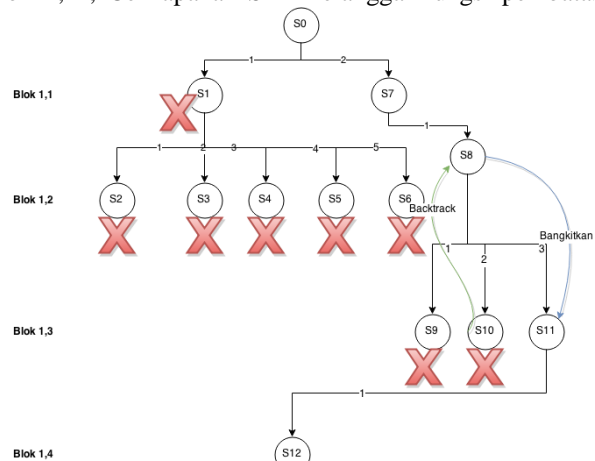 S0
1 2
Blok 1,1 S1 S7
1
1 2 3 4 5 S8
Blok 1,2 S2 S3 S4 S5 S6
Backtrack
Bangkitkan
1 2 3
Blok 1,3 S9 S10 S11
1
Blok 1,4 S12